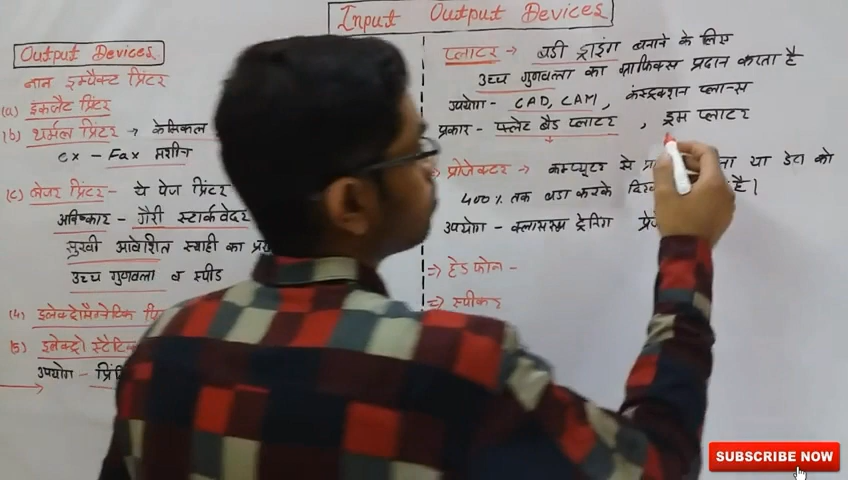 Input Output Devices
Output Devices
नान इम्पैक्ट प्रिंटर
(a) इंकजैट प्रिंटर
(b) थर्मल प्रिंटर → केमिकल
ex - Fax मशीन
(c) लेजर प्रिंटर - ये पेज प्रिंटर
अविष्कार - गैरी स्टार्कवेदर
सुखी आवेशित स्याही का
उच्च गुणवत्ता व स्पीड
(4) इलेक्ट्रोमैग्नेटिक
(5) इलेक्ट्रो स्टैटिक
उपयोग -
प्लाटर → बडी ड्राइंग बनाने के लिए
उच्च गुणवत्ता का ग्राफिक्स प्रदान करता है
उपयोग - CAD, CAM, कंस्ट्रक्शन प्लान्स
प्रकार - फ्लैट बैड प्लाटर , ड्रम प्लाटर
प्रोजेक्टर → कम्प्यूटर से या डेटा को
400% तक बडा करके है।
उपयोग - क्लासरूम ट्रेनिंग
⇒ हेडफोन -
⇒ स्पीकर
SUBSCRIBE NOW